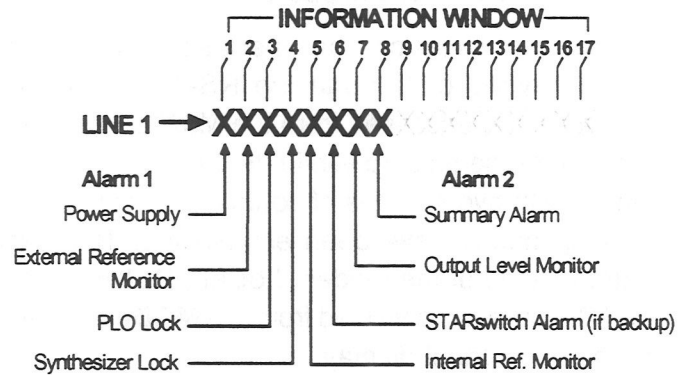 INFORMATION WINDOW
1 2 3 4 5 6 7 8 9 10 11 12 13 14 15 16 17
LINE 1 XXXXXXXXXXXXXXXXX
Alarm 1 Alarm 2
Power Supply Summary Alarm
External Reference
Monitor Output Level Monitor
PLO Lock STARswitch Alarm (if backup)
Synthesizer Lock Internal Ref. Monitor